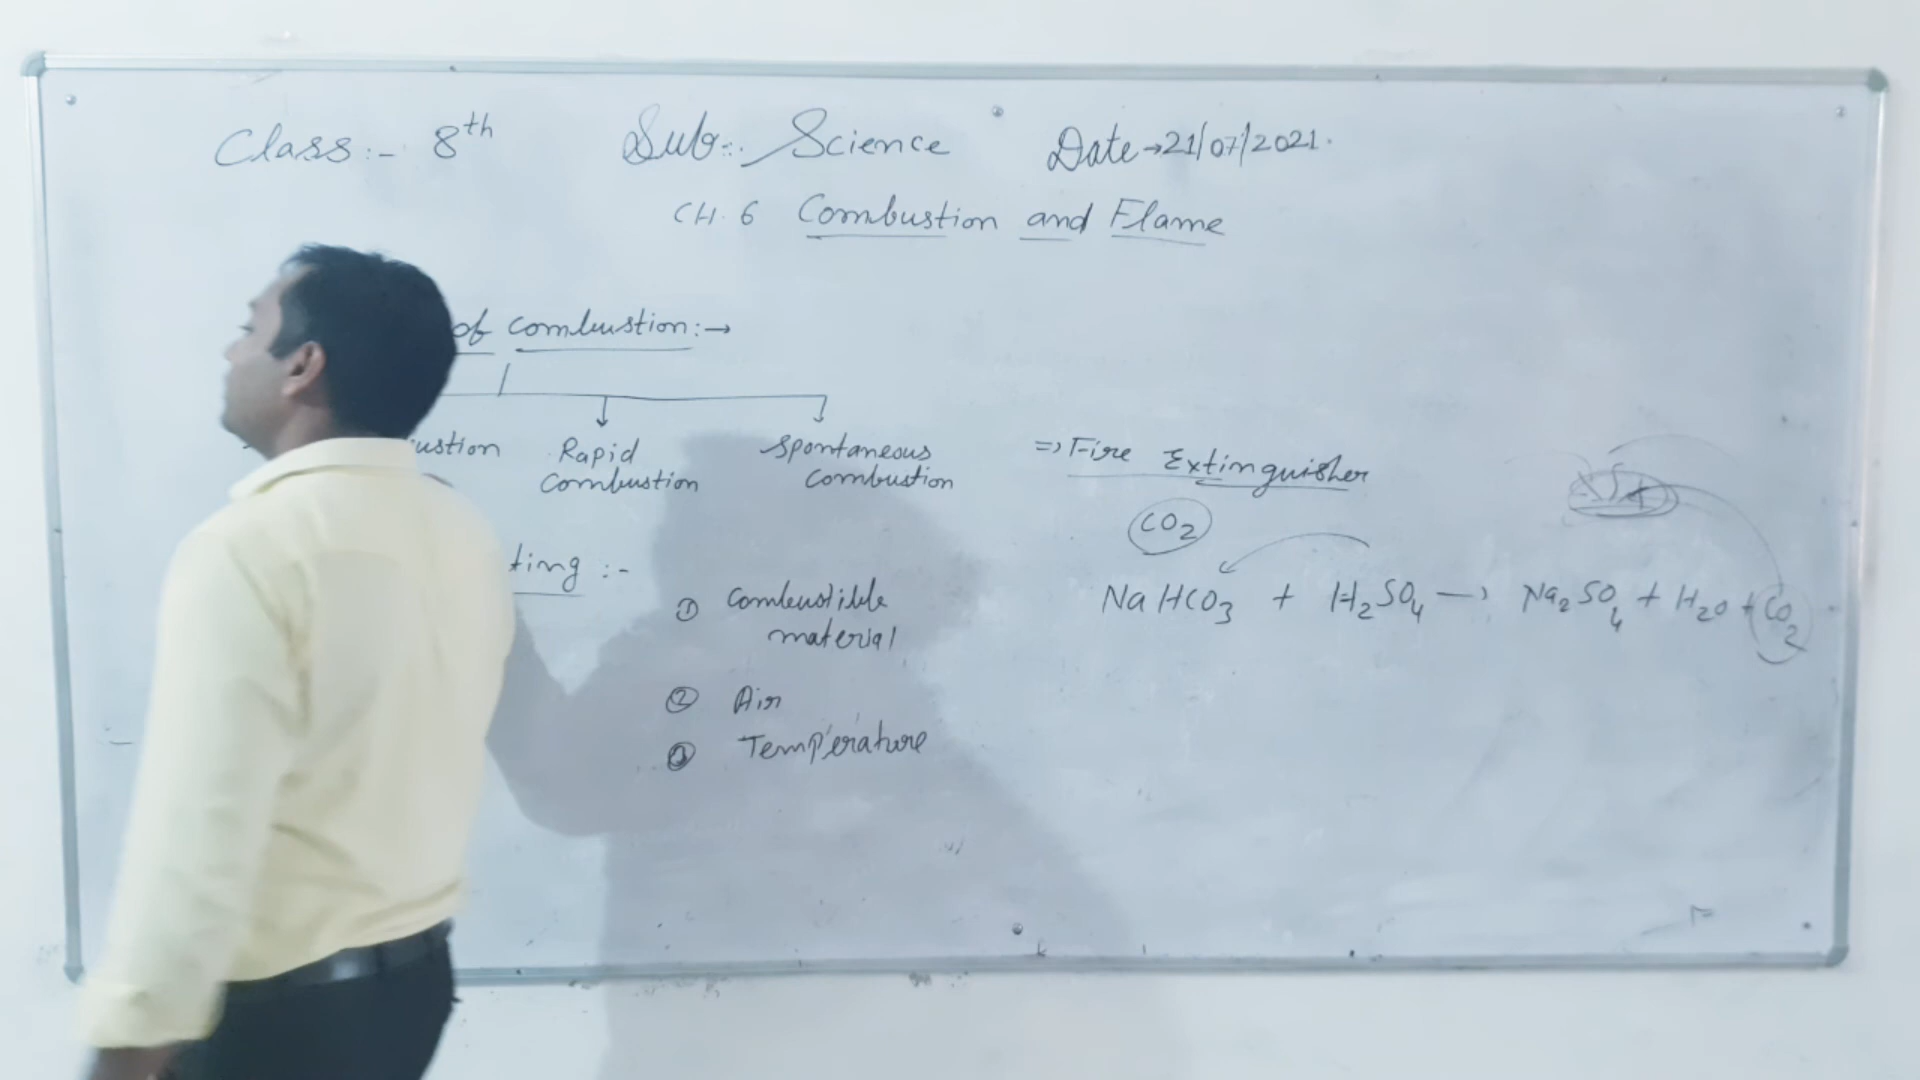 Class:- 8th Sub:. Science Date→21/07/2021.
CH. 6 Combustion and Flame
of combustion:→
ustion Rapid Combustion Spontaneous Combustion
ting :-
① Combustible
material
② Air
③ Temperature
=> Fire Extinguisher
CO2
NaHCO3 + H2SO4 → Na2SO4 + H2O + CO2